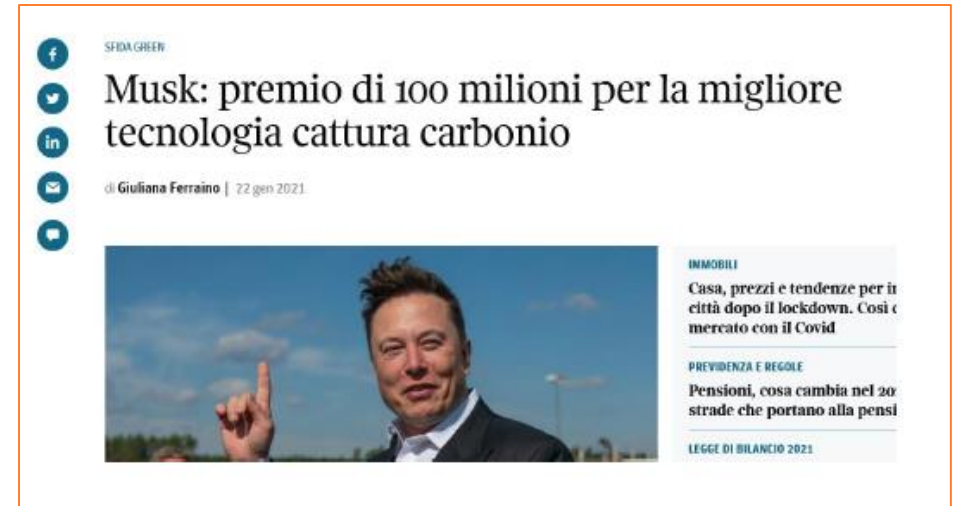 SFIDA GREEN
Musk: premio di 100 milioni per la migliore
tecnologia cattura carbonio
di Giuliana Ferraino | 22 gen 2021
IMMOBILI
Casa, prezzi e tendenze per
città dopo il lockdown. Così
mercato con il Covid
PREVIDENZA E REGOLE
Pensioni, cosa cambia nel
strade che portano alla
LEGGE DI BILANCIO 2021